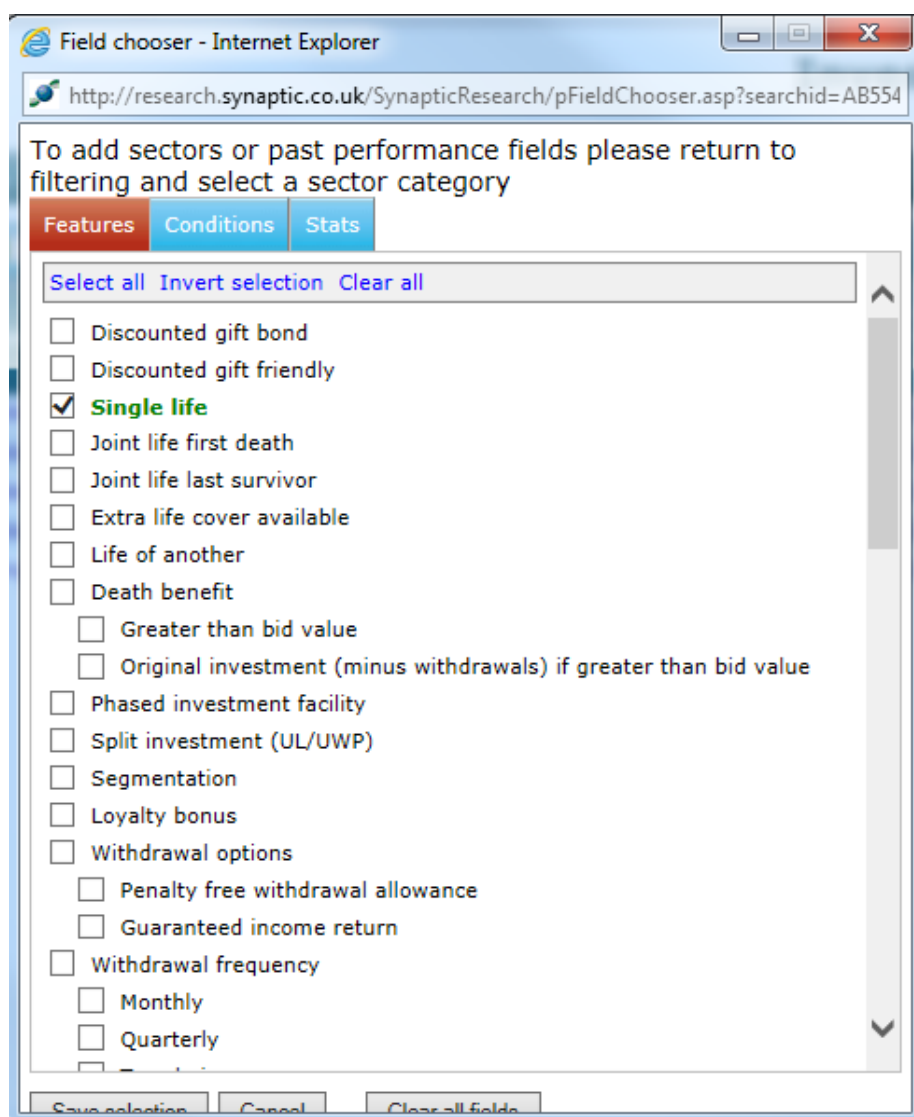 Field chooser - Internet Explorer
http://research.synaptic.co.uk/SynapticResearch/pFieldChooser.asp?searchid=AB554
To add sectors or past performance fields please return to
filtering and select a sector category
Features Conditions Stats
Select all Invert selection Clear all
Discounted gift bond
Discounted gift friendly
Single life
Joint life first death
Joint life last survivor
Extra life cover available
Life of another
Death benefit
Greater than bid value
Original investment (minus withdrawals) if greater than bid value
Phased investment facility
Split investment (UL/UWP)
Segmentation
Loyalty bonus
Withdrawal options
Penalty free withdrawal allowance
Guaranteed income return
Withdrawal frequency
Monthly
Quarterly
Save selection Cancel Clear all fields